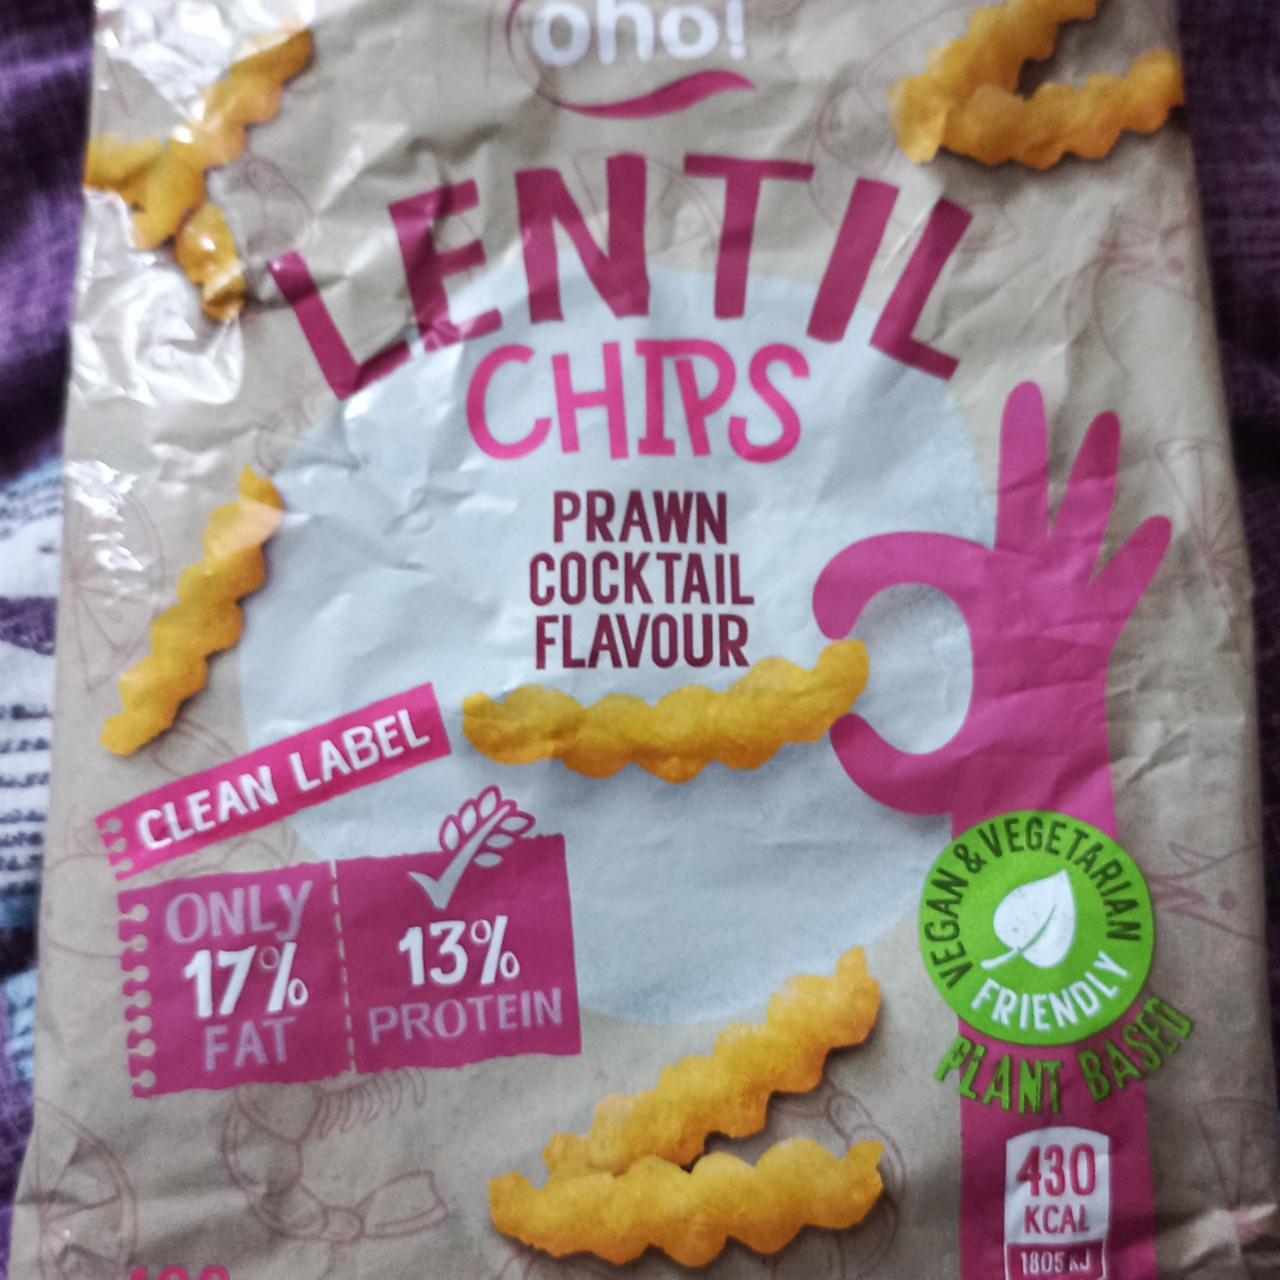 oho!
LENTIL
CHIPS
PRAWN
COCKTAIL
FLAVOUR
CLEAN LABEL
ONLY
17%
FAT
13%
PROTEIN
VEGAN & VEGETARIAN
FRIENDLY
PLANT BASED
430
KCAL
1805 KJ